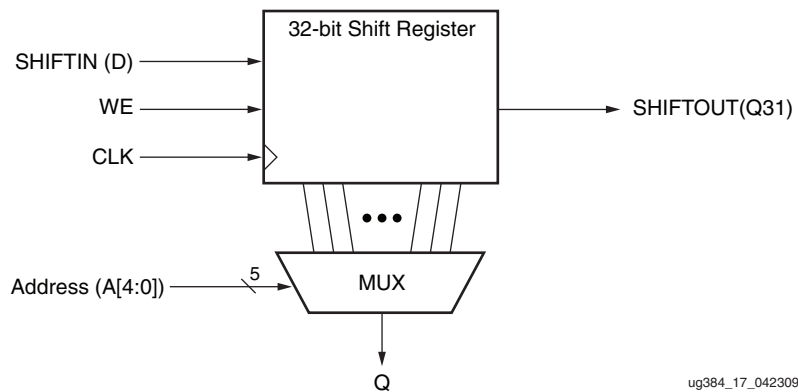 32-bit Shift Register
SHIFTIN (D)
WE
SHIFTOUT(Q31)
CLK
5
Address (A[4:0])
MUX
Q
ug384_17_042309